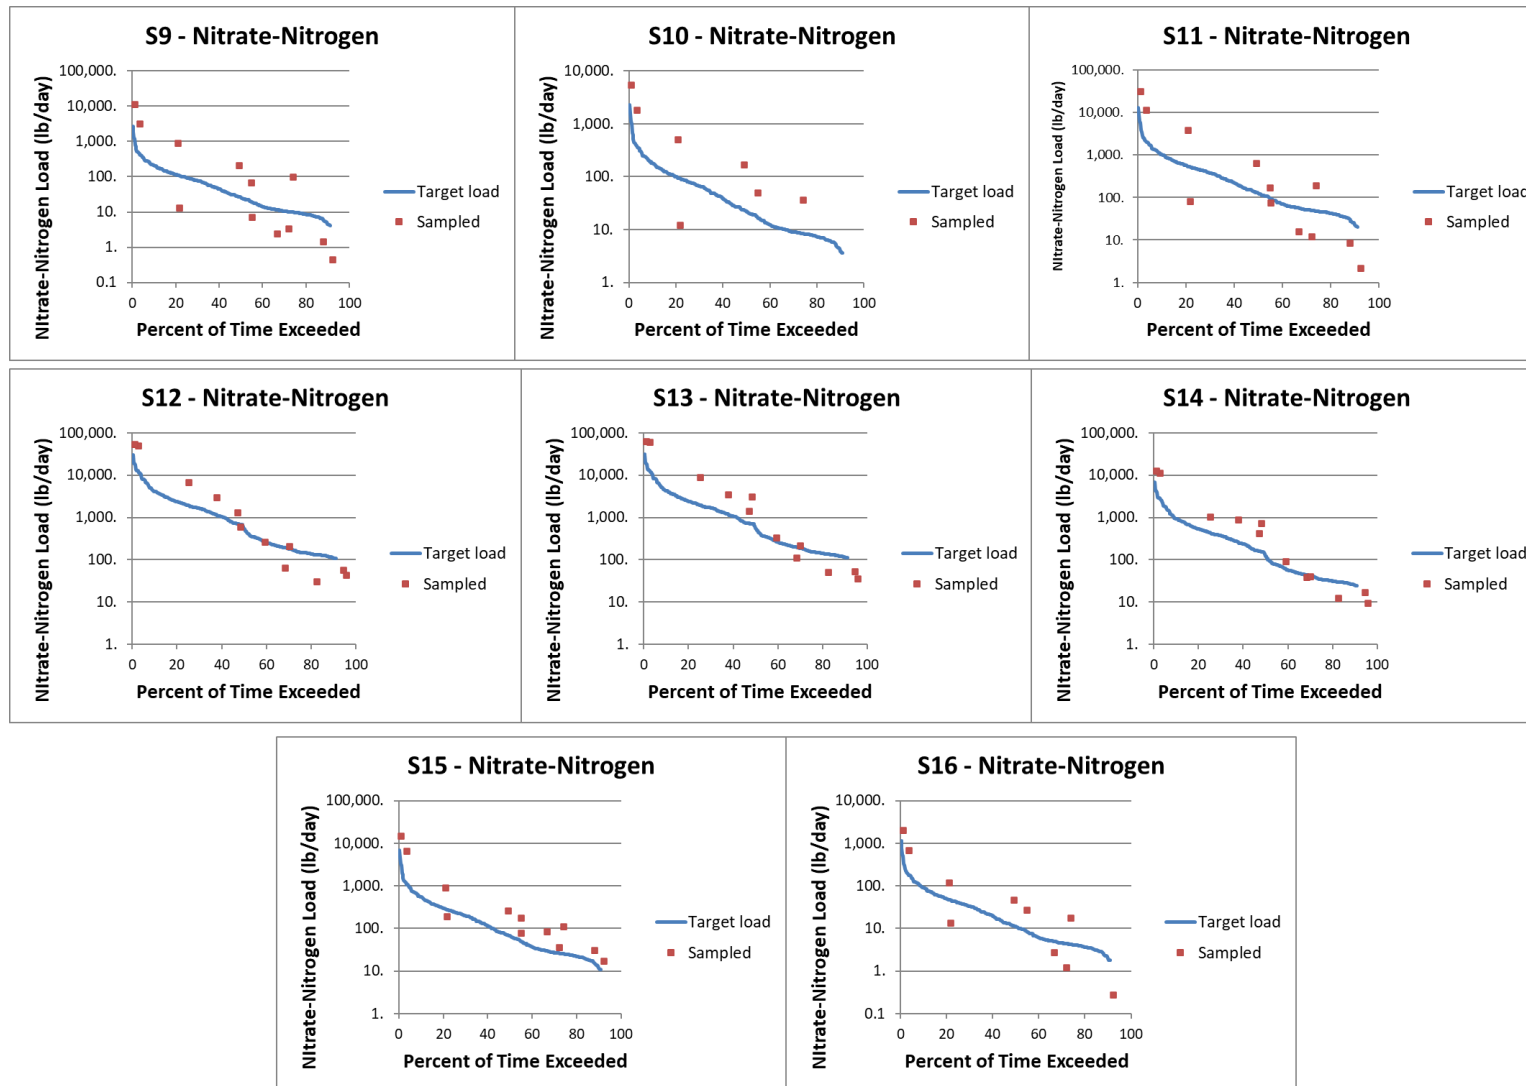 S9 - Nitrate-Nitrogen
NItrate-Nitrogen Load (lb/day)
100,000.
10,000.
1,000.
100.
10.
1.
0.1
0 20 40 60 80 100
Percent of Time Exceeded
Target load
Sampled
S10 - Nitrate-Nitrogen
NItrate-Nitrogen Load (lb/day)
10,000.
1,000.
100.
10.
1.
0 20 40 60 80 100
Percent of Time Exceeded
Target load
Sampled
S11 - Nitrate-Nitrogen
NItrate-Nitrogen Load (lb/day)
100,000.
10,000.
1,000.
100.
10.
1.
0 20 40 60 80 100
Percent of Time Exceeded
Target load
Sampled
S12 - Nitrate-Nitrogen
NItrate-Nitrogen Load (lb/day)
100,000.
10,000.
1,000.
100.
10.
1.
0 20 40 60 80 100
Percent of Time Exceeded
Target load
Sampled
S13 - Nitrate-Nitrogen
NItrate-Nitrogen Load (lb/day)
100,000.
10,000.
1,000.
100.
10.
1.
0 20 40 60 80 100
Percent of Time Exceeded
Target load
Sampled
S14 - Nitrate-Nitrogen
NItrate-Nitrogen Load (lb/day)
100,000.
10,000.
1,000.
100.
10.
1.
0 20 40 60 80 100
Percent of Time Exceeded
Target load
Sampled
S15 - Nitrate-Nitrogen
NItrate-Nitrogen Load (lb/day)
100,000.
10,000.
1,000.
100.
10.
1.
0 20 40 60 80 100
Percent of Time Exceeded
Target load
Sampled
S16 - Nitrate-Nitrogen
NItrate-Nitrogen Load (lb/day)
10,000.
1,000.
100.
10.
1.
0.1
0 20 40 60 80 100
Percent of Time Exceeded
Target load
Sampled